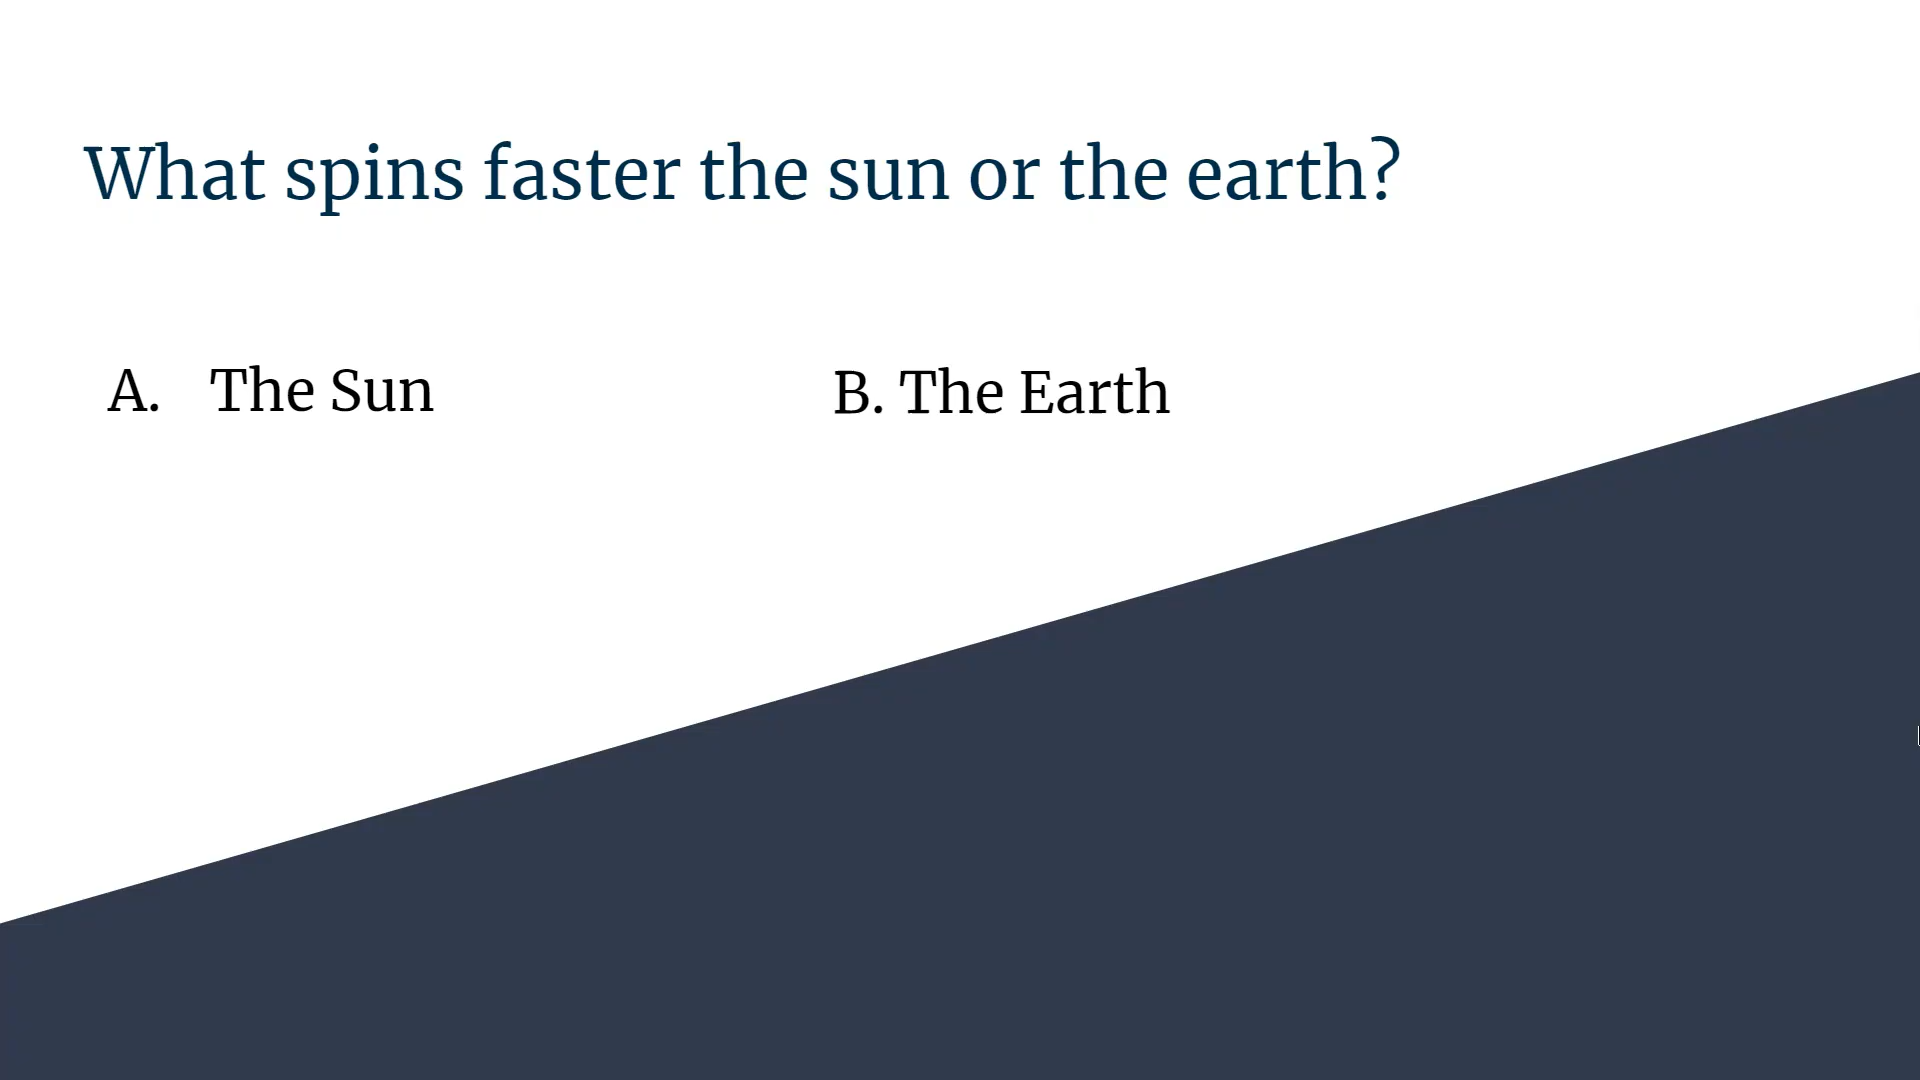 What spins faster the sun or the earth?
A. The Sun
B. The Earth